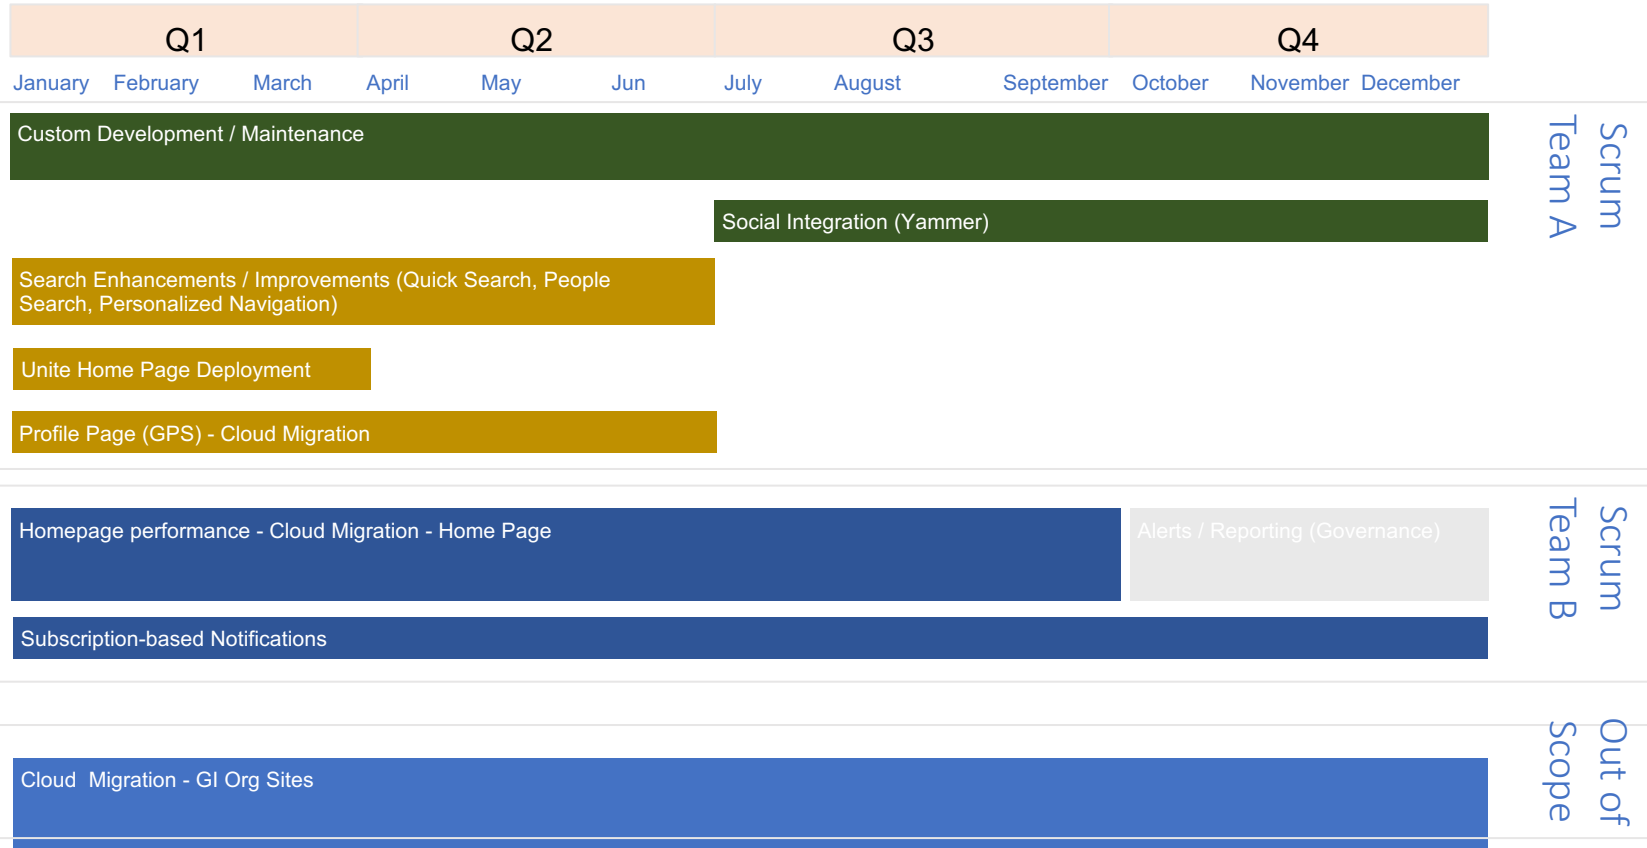 Q1 Q2 Q3 Q4
January February March April May Jun July August September October November December
Custom Development / Maintenance
Social Integration (Yammer)
Search Enhancements / Improvements (Quick Search, People
Search, Personalized Navigation)
Unite Home Page Deployment
Profile Page (GPS) - Cloud Migration
Scrum
Team A
Homepage performance - Cloud Migration - Home Page
Alerts / Reporting (Governance)
Subscription-based Notifications
Scrum
Team B
Cloud  Migration - GI Org Sites
Out of
Scope